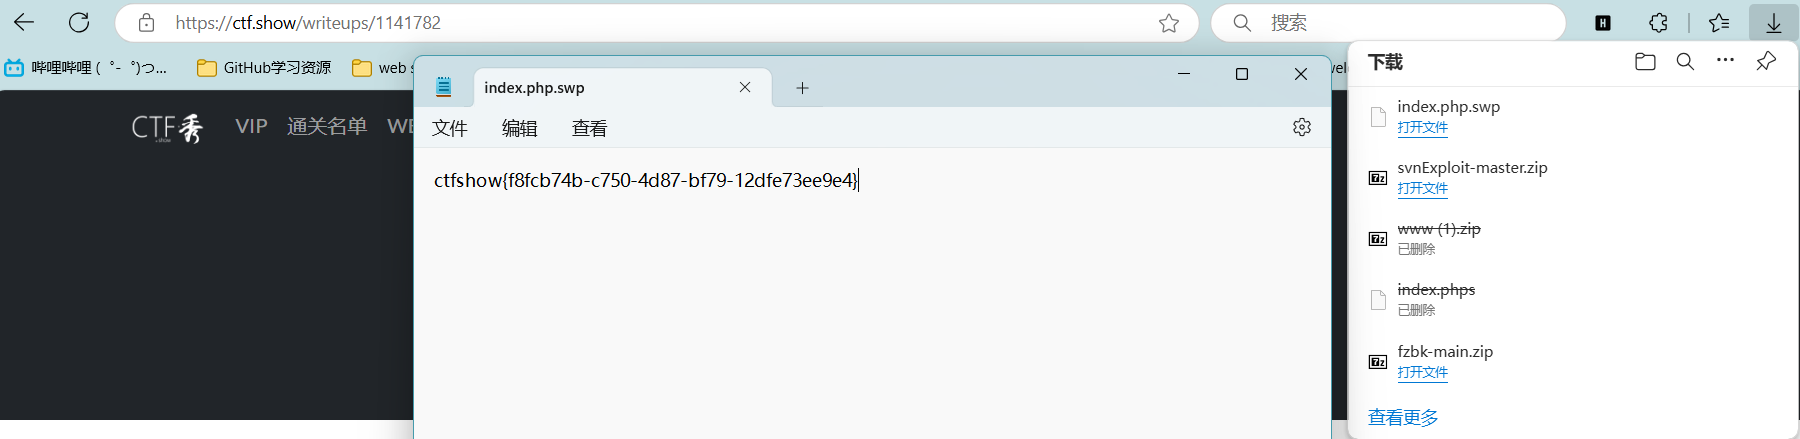 https://ctf.show/writeups/1141782
搜索
哔哩哔哩 ( ゜- ゜)つ...
GitHub学习资源
web s
下载
index.php.swp
文件
编辑
查看
ctfshow{f8fcb74b-c750-4d87-bf79-12dfe73ee9e4}
CTF秀
.show
VIP
通关名单
WE
index.php.swp
打开文件
svnExploit-master.zip
打开文件
www (1).zip
已删除
index.phps
已删除
fzbk-main.zip
打开文件
查看更多